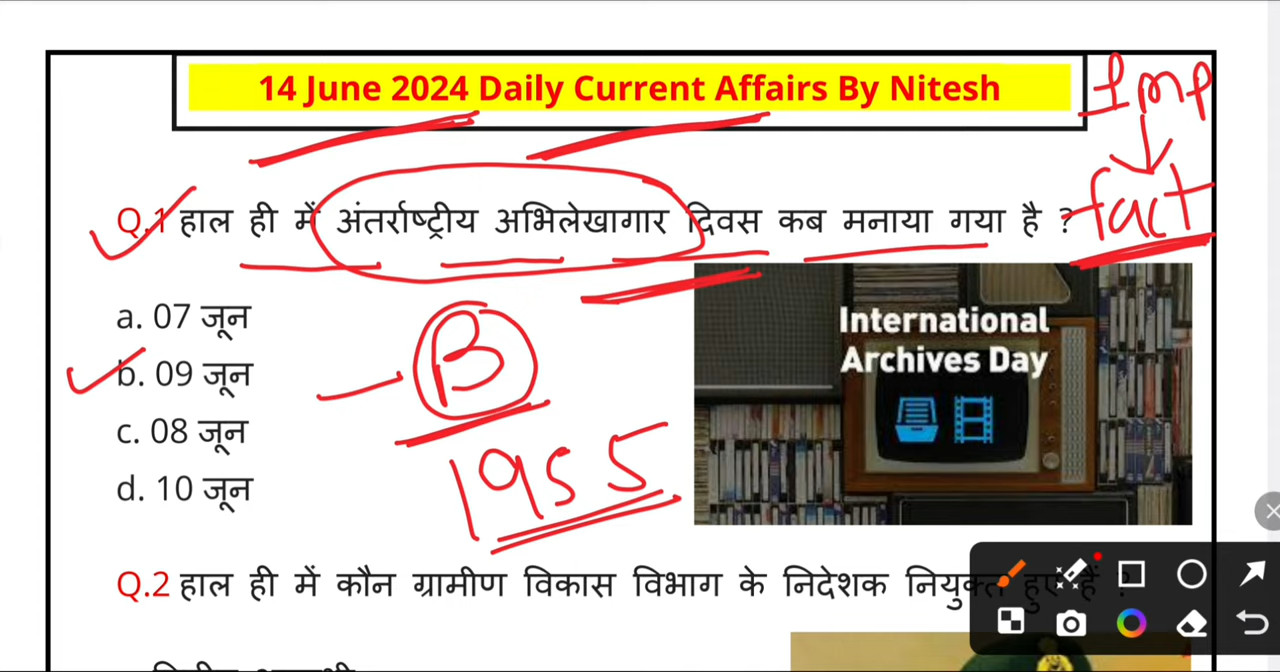 14 June 2024 Daily Current Affairs By Nitesh
Imp
fact
Q.1 हाल ही में अंतर्राष्ट्रीय अभिलेखागार दिवस कब मनाया गया है ?
a. 07 जून
b. 09 जून
c. 08 जून
d. 10 जून
B
1955
International
Archives Day
Q.2 हाल ही में कौन ग्रामीण विकास विभाग के निदेशक नियुक्त हुए हैं ?